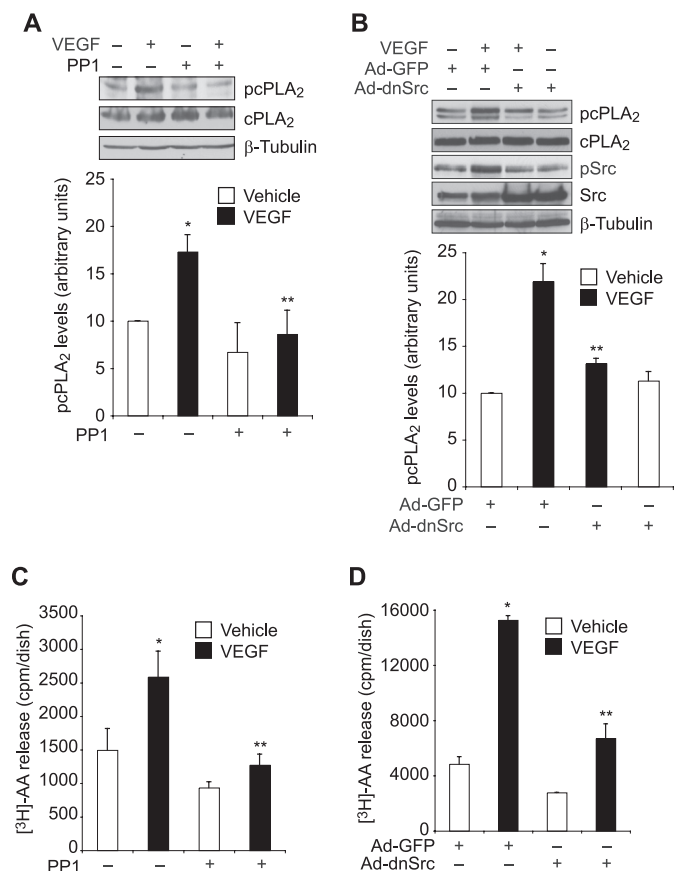 A
VEGF – + – +
PP1 – – + +
pcPLA2
cPLA2
β-Tubulin
25
20
15
10
5
0
pcPLA2 levels (arbitrary units)
Vehicle
VEGF
*
**
PP1 – – + +
B
VEGF – + + –
Ad-GFP + + – –
Ad-dnSrc – – + +
pcPLA2
cPLA2
pSrc
Src
β-Tubulin
25
20
15
10
5
0
pcPLA2 levels (arbitrary units)
Vehicle
VEGF
*
**
Ad-GFP + + – –
Ad-dnSrc – – + +
C
3500
3000
2500
2000
1500
1000
500
0
[3H]-AA release (cpm/dish)
Vehicle
VEGF
*
**
PP1 – – + +
D
16000
12000
8000
4000
0
[3H]-AA release (cpm/dish)
Vehicle
VEGF
*
**
Ad-GFP + + – –
Ad-dnSrc – – + +